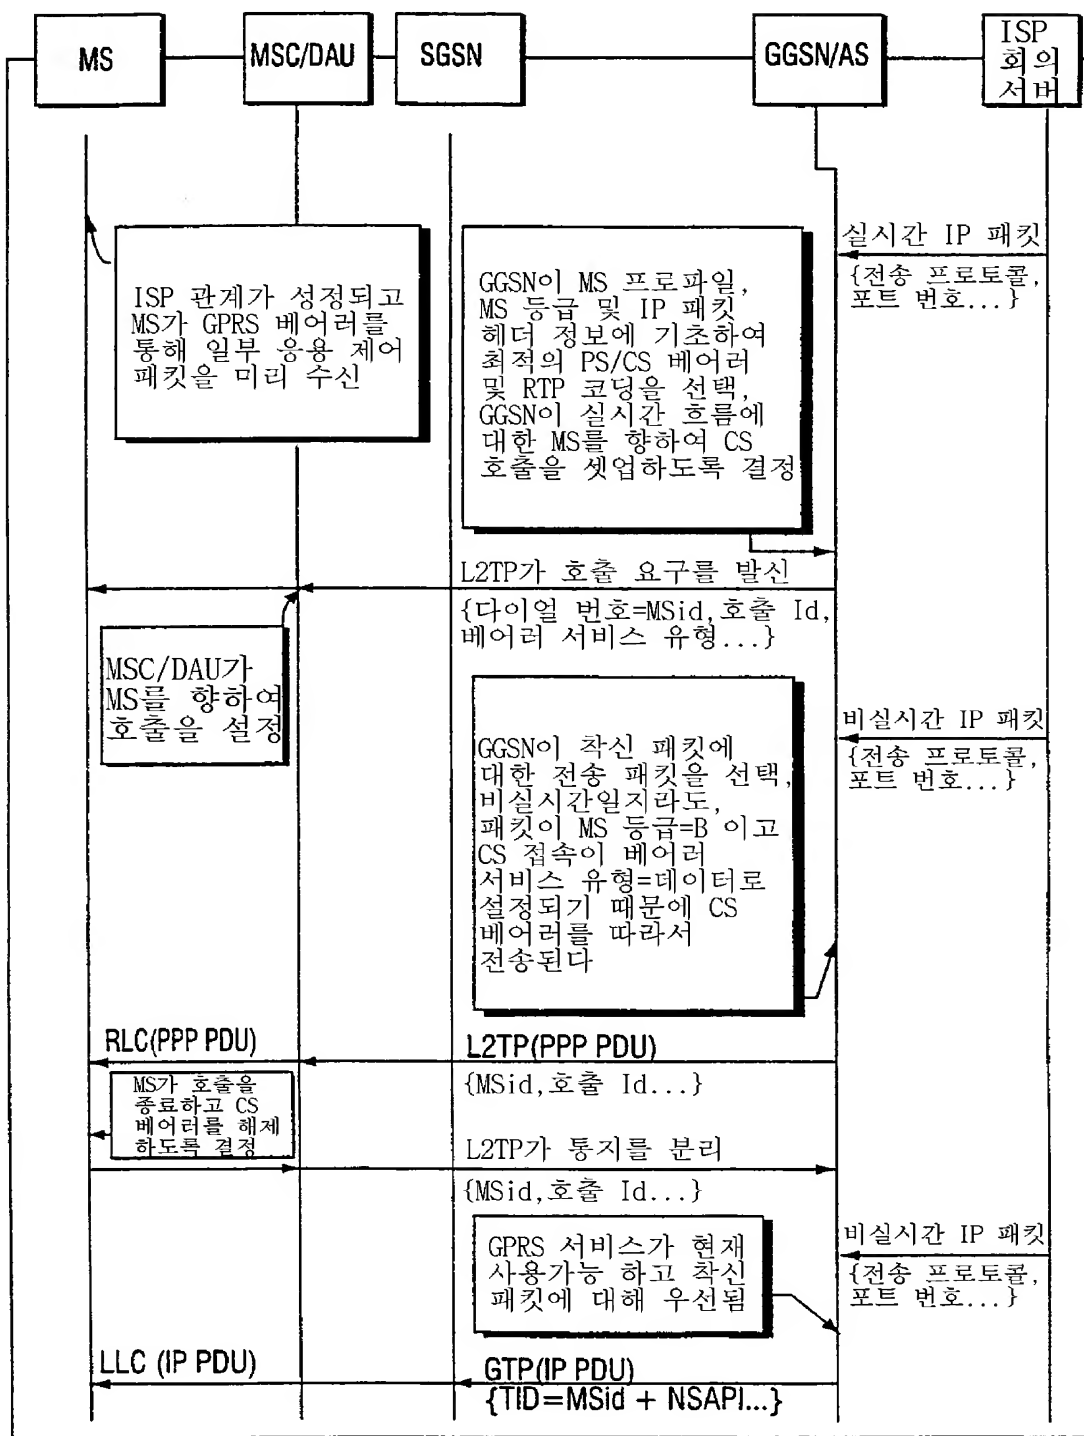 MS
MSC/DAU
SGSN
GGSN/AS
ISP
회의
서버
ISP 관계가 성정되고
MS가 GPRS 베어러를
통해 일부 응용 제어
패킷을 미리 수신
GGSN이 MS 프로파일,
MS 등급 및 IP 패킷
헤더 정보에 기초하여
최적의 PS/CS 베어러
및 RTP 코딩을 선택,
GGSN이 실시간 흐름에
대한 MS를 향하여 CS
호출을 셋업하도록 결정
실시간 IP 패킷
{전송 프로토콜,
포트 번호...}
L2TP가 호출 요구를 발신
{다이얼 번호=MSid,호출 Id,
베어러 서비스 유형...}
MSC/DAU가
MS를 향하여
호출을 설정
GGSN이 착신 패킷에
대한 전송 패킷을 선택,
비실시간일지라도,
패킷이 MS 등급=B 이고
CS 접속이 베어러
서비스 유형=데이터로
설정되기 때문에 CS
베어러를 따라서
전송된다
비실시간 IP 패킷
{전송 프로토콜,
포트 번호...}
RLC(PPP PDU)
L2TP(PPP PDU)
{MSid,호출 Id...}
MS가 호출을
종료하고 CS
베어러를 해제
하도록 결정
L2TP가 통지를 분리
{MSid,호출 Id...}
GPRS 서비스가 현재
사용가능 하고 착신
패킷에 대해 우선됨
비실시간 IP 패킷
{전송 프로토콜,
포트 번호...}
LLC (IP PDU)
GTP(IP PDU)
{TID=MSid + NSAPI...}